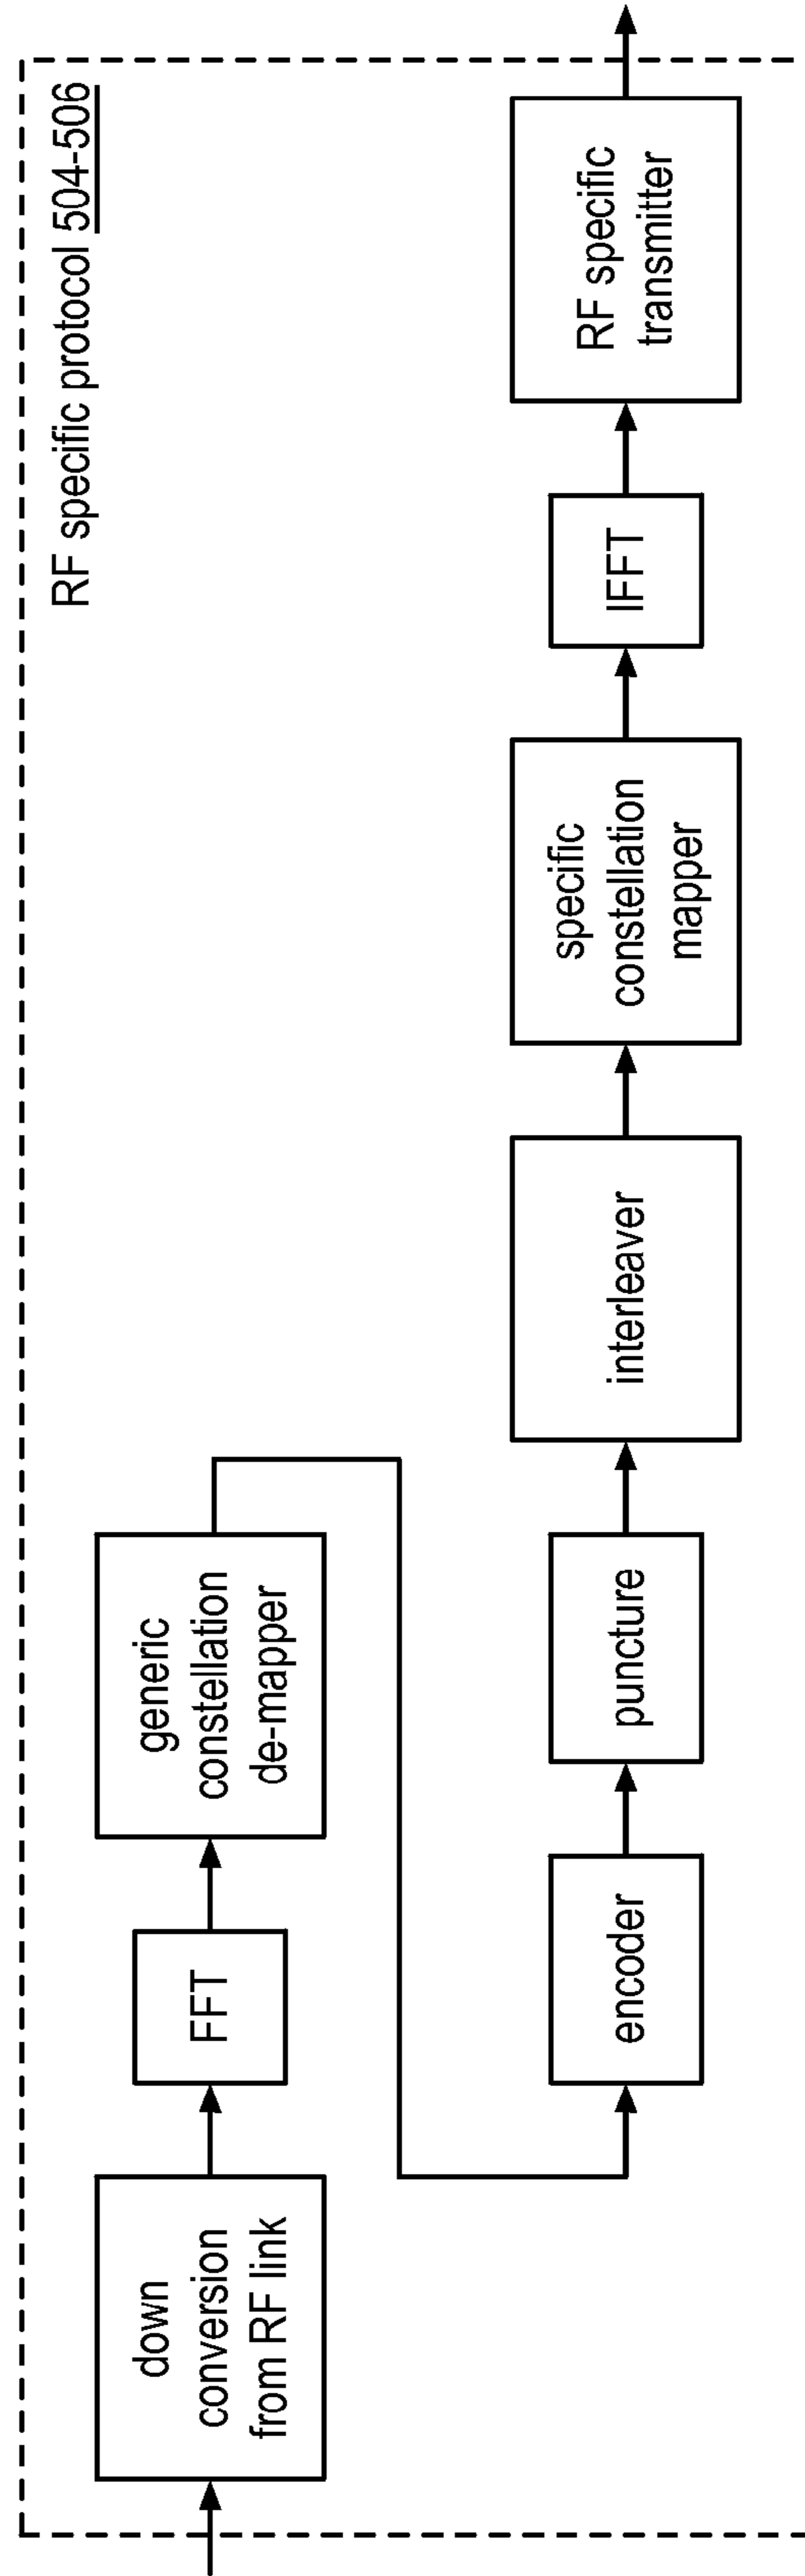 RF specific protocol 504-506
down
conversion
from RF link
FFT
generic
constellation
de-mapper
encoder
puncture
interleaver
specific
constellation
mapper
IFFT
RF specific
transmitter